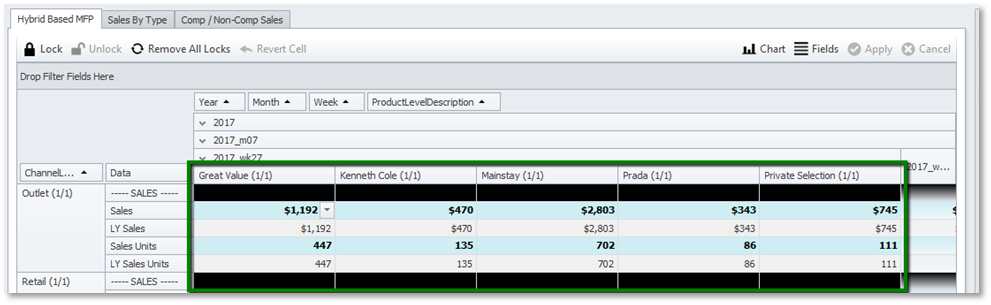 Hybrid Based MFP Sales By Type Comp / Non-Comp Sales
Lock Unlock Remove All Locks Revert Cell Chart Fields Apply Cancel
Drop Filter Fields Here
Year Month Week ProductLevelDescription
2017
2017_m07
2017_wk27
ChannelL... Data Great Value (1/1) Kenneth Cole (1/1) Mainstay (1/1) Prada (1/1) Private Selection (1/1) 2017_w...
Outlet (1/1) ----- SALES -----
Sales $1,192 $470 $2,803 $343 $745
LY Sales $1,192 $470 $2,803 $343 $745
Sales Units 447 135 702 86 111
LY Sales Units 447 135 702 86 111
Retail (1/1) ----- SALES -----